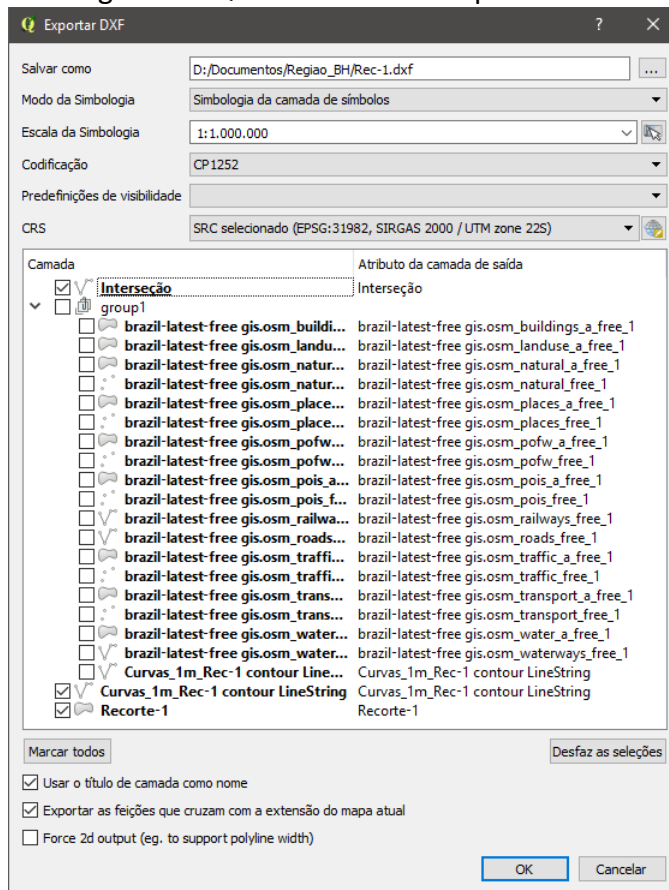 Exportar DXF ? ×
Salvar como D:/Documentos/Regiao_BH/Rec-1.dxf ...
Modo da Simbologia Simbologia da camada de símbolos
Escala da Simbologia 1:1.000.000
Codificação CP1252
Predefinições de visibilidade
CRS SRC selecionado (EPSG:31982, SIRGAS 2000 / UTM zone 22S)
Camada Atributo da camada de saída
Interseção Interseção
group1
brazil-latest-free gis.osm_buildi... brazil-latest-free gis.osm_buildings_a_free_1
brazil-latest-free gis.osm_landu... brazil-latest-free gis.osm_landuse_a_free_1
brazil-latest-free gis.osm_natur... brazil-latest-free gis.osm_natural_a_free_1
brazil-latest-free gis.osm_natur... brazil-latest-free gis.osm_natural_free_1
brazil-latest-free gis.osm_place... brazil-latest-free gis.osm_places_a_free_1
brazil-latest-free gis.osm_place... brazil-latest-free gis.osm_places_free_1
brazil-latest-free gis.osm_pofw... brazil-latest-free gis.osm_pofw_a_free_1
brazil-latest-free gis.osm_pofw... brazil-latest-free gis.osm_pofw_free_1
brazil-latest-free gis.osm_pois_a... brazil-latest-free gis.osm_pois_a_free_1
brazil-latest-free gis.osm_pois_f... brazil-latest-free gis.osm_pois_free_1
brazil-latest-free gis.osm_railwa... brazil-latest-free gis.osm_railways_free_1
brazil-latest-free gis.osm_roads... brazil-latest-free gis.osm_roads_free_1
brazil-latest-free gis.osm_traffi... brazil-latest-free gis.osm_traffic_a_free_1
brazil-latest-free gis.osm_traffi... brazil-latest-free gis.osm_traffic_free_1
brazil-latest-free gis.osm_trans... brazil-latest-free gis.osm_transport_a_free_1
brazil-latest-free gis.osm_trans... brazil-latest-free gis.osm_transport_free_1
brazil-latest-free gis.osm_water... brazil-latest-free gis.osm_water_a_free_1
brazil-latest-free gis.osm_water... brazil-latest-free gis.osm_waterways_free_1
Curvas_1m_Rec-1 contour Line... Curvas_1m_Rec-1 contour LineString
Curvas_1m_Rec-1 contour LineString Curvas_1m_Rec-1 contour LineString
Recorte-1 Recorte-1
Marcar todos Desfaz as seleções
Usar o título de camada como nome
Exportar as feições que cruzam com a extensão do mapa atual
Force 2d output (eg. to support polyline width)
OK Cancelar